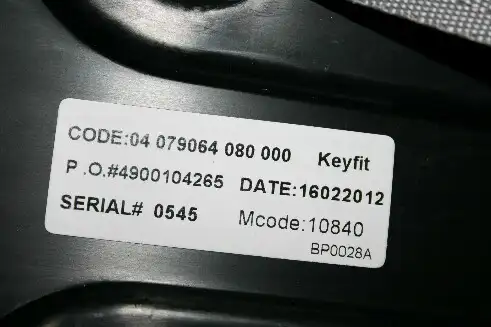 CODE:04 079064 080 000 Keyfit
P .O.#4900104265 DATE:16022012
SERIAL# 0545 Mcode:10840
BP0028A